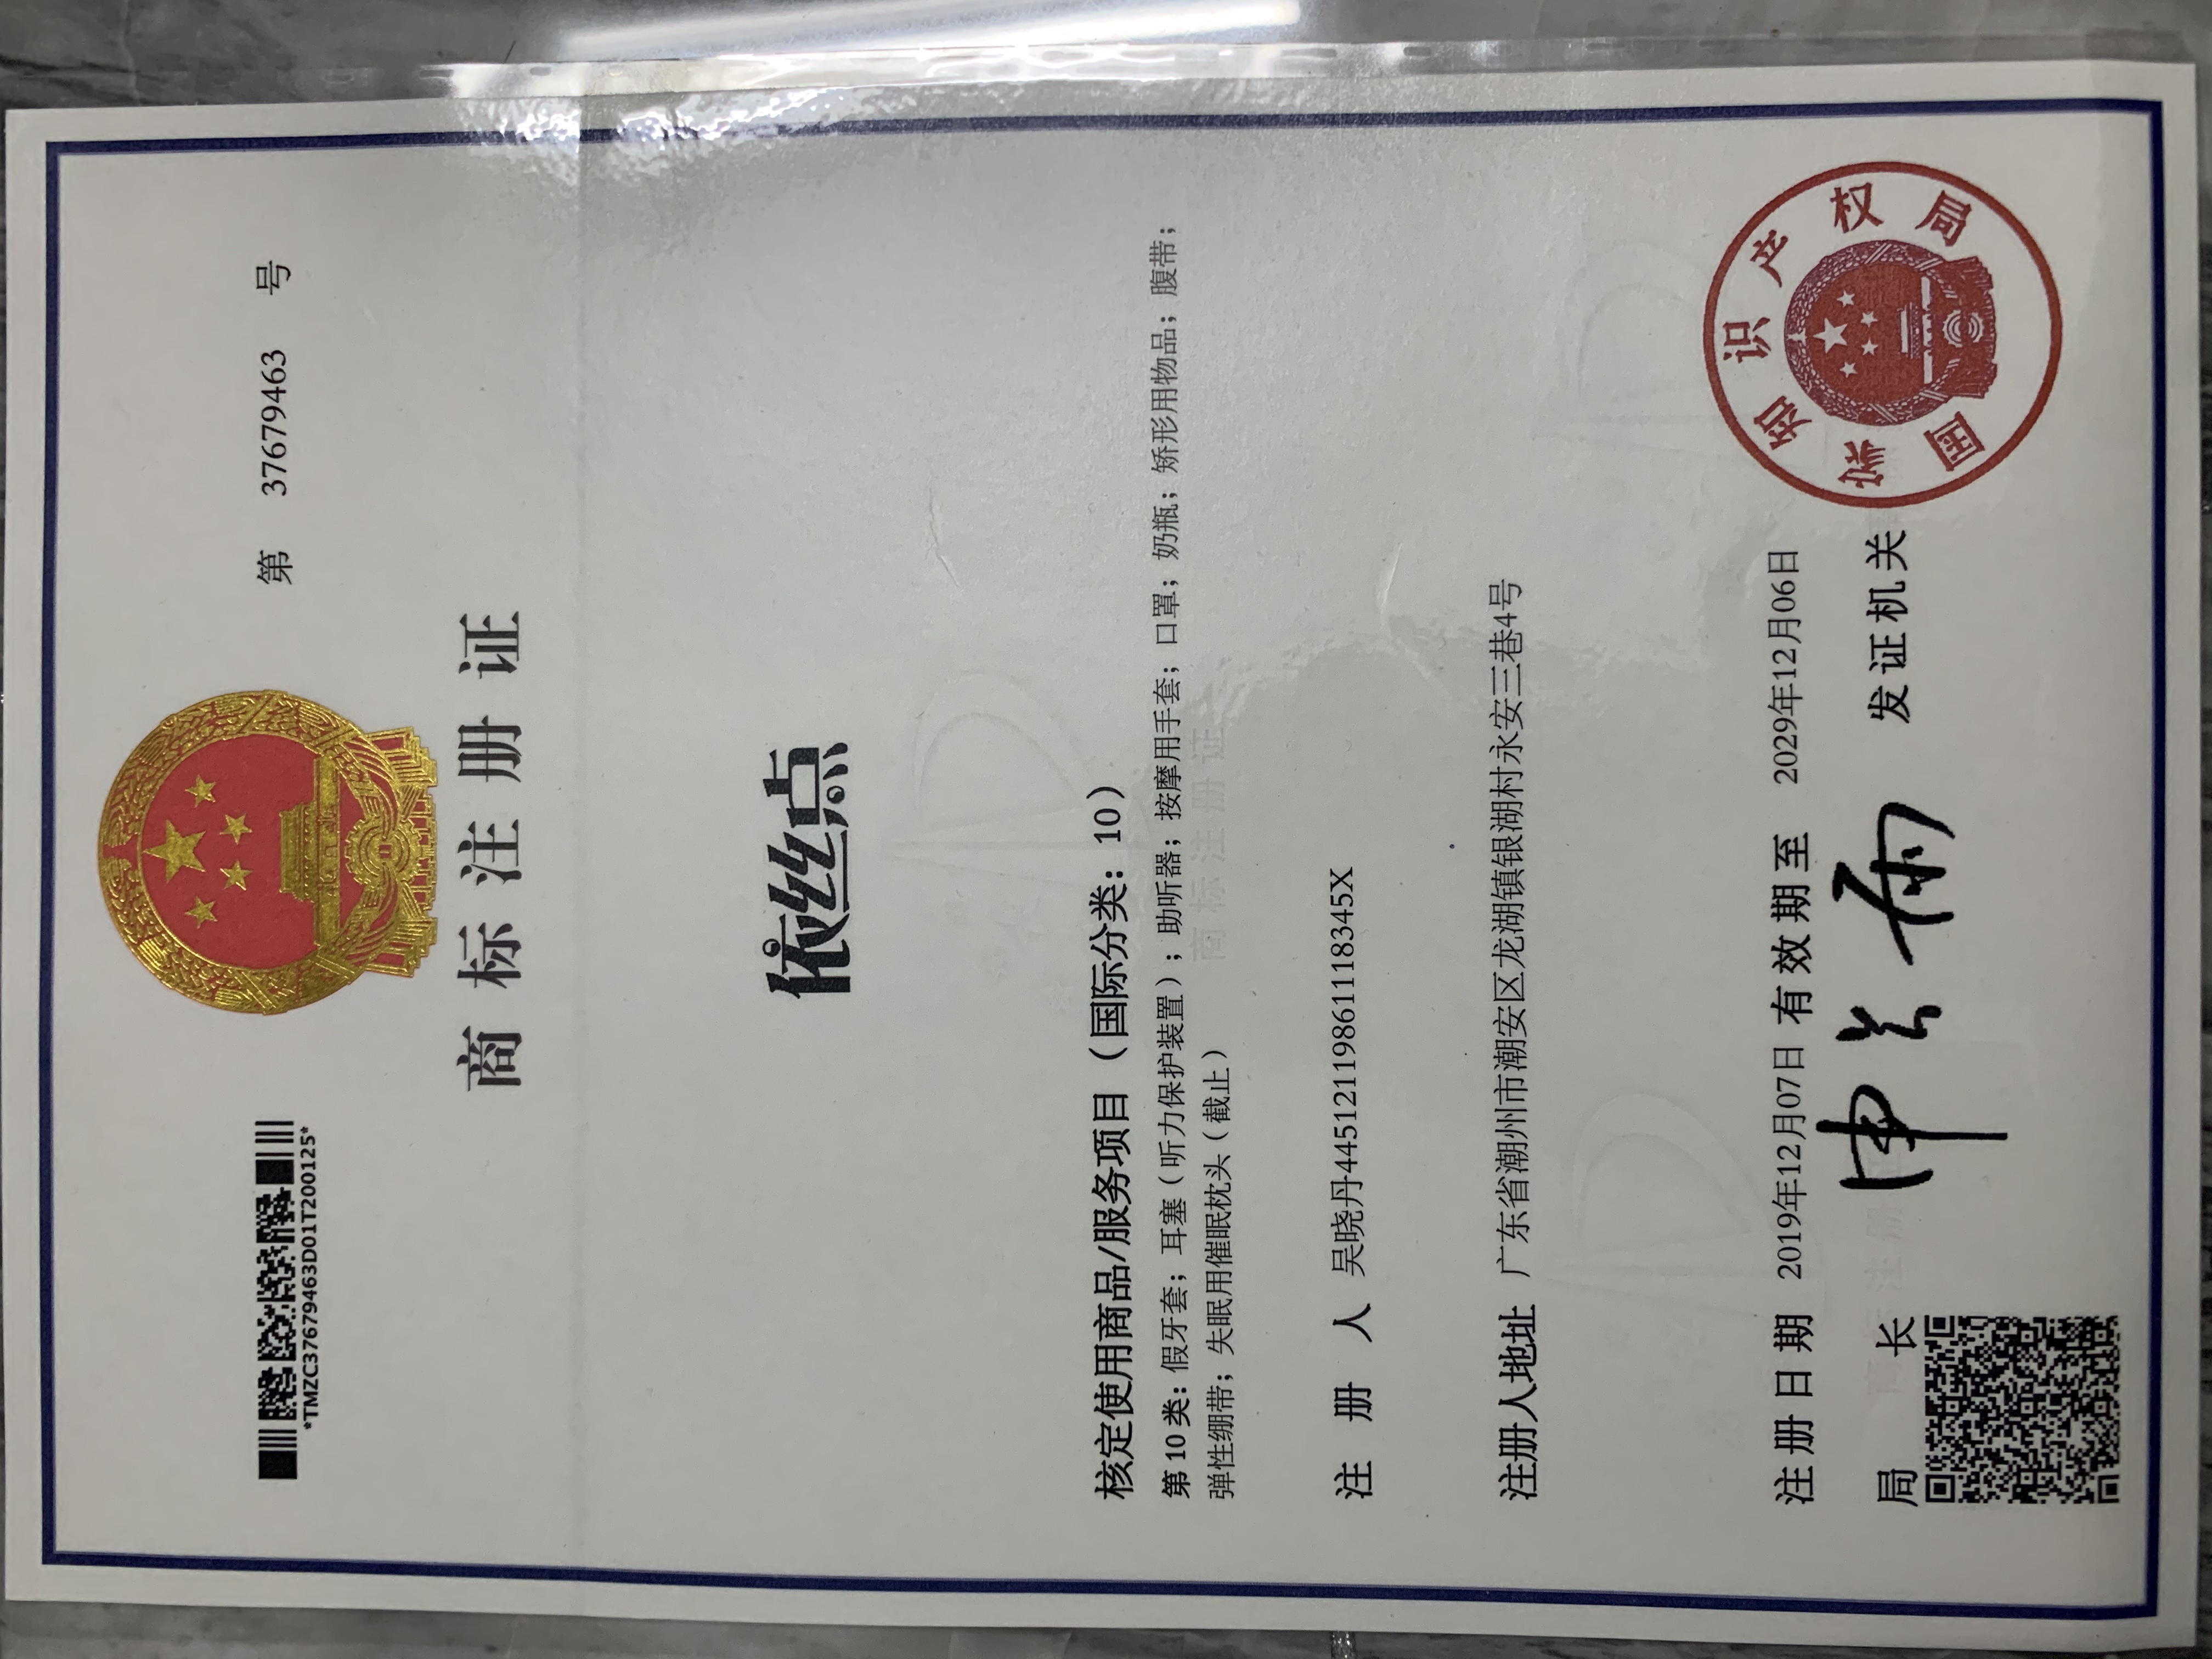 *TMZC37679463D01T200125*
第 37679463 号
商标注册证
依丝点
核定使用商品/服务项目（国际分类：10）
第10类：假牙套；耳塞（听力保护装置）；助听器；按摩用手套；口罩；奶瓶；矫形用物品；腹带；
弹性绷带；失眠用催眠枕头（截止）
注册人 吴晓丹44512119861118345X
注册人地址 广东省潮州市潮安区龙湖镇银湖村永安三巷4号
注册日期 2019年12月07日 有效期至 2029年12月06日
局长 申长雨 发证机关
国家知识产权局